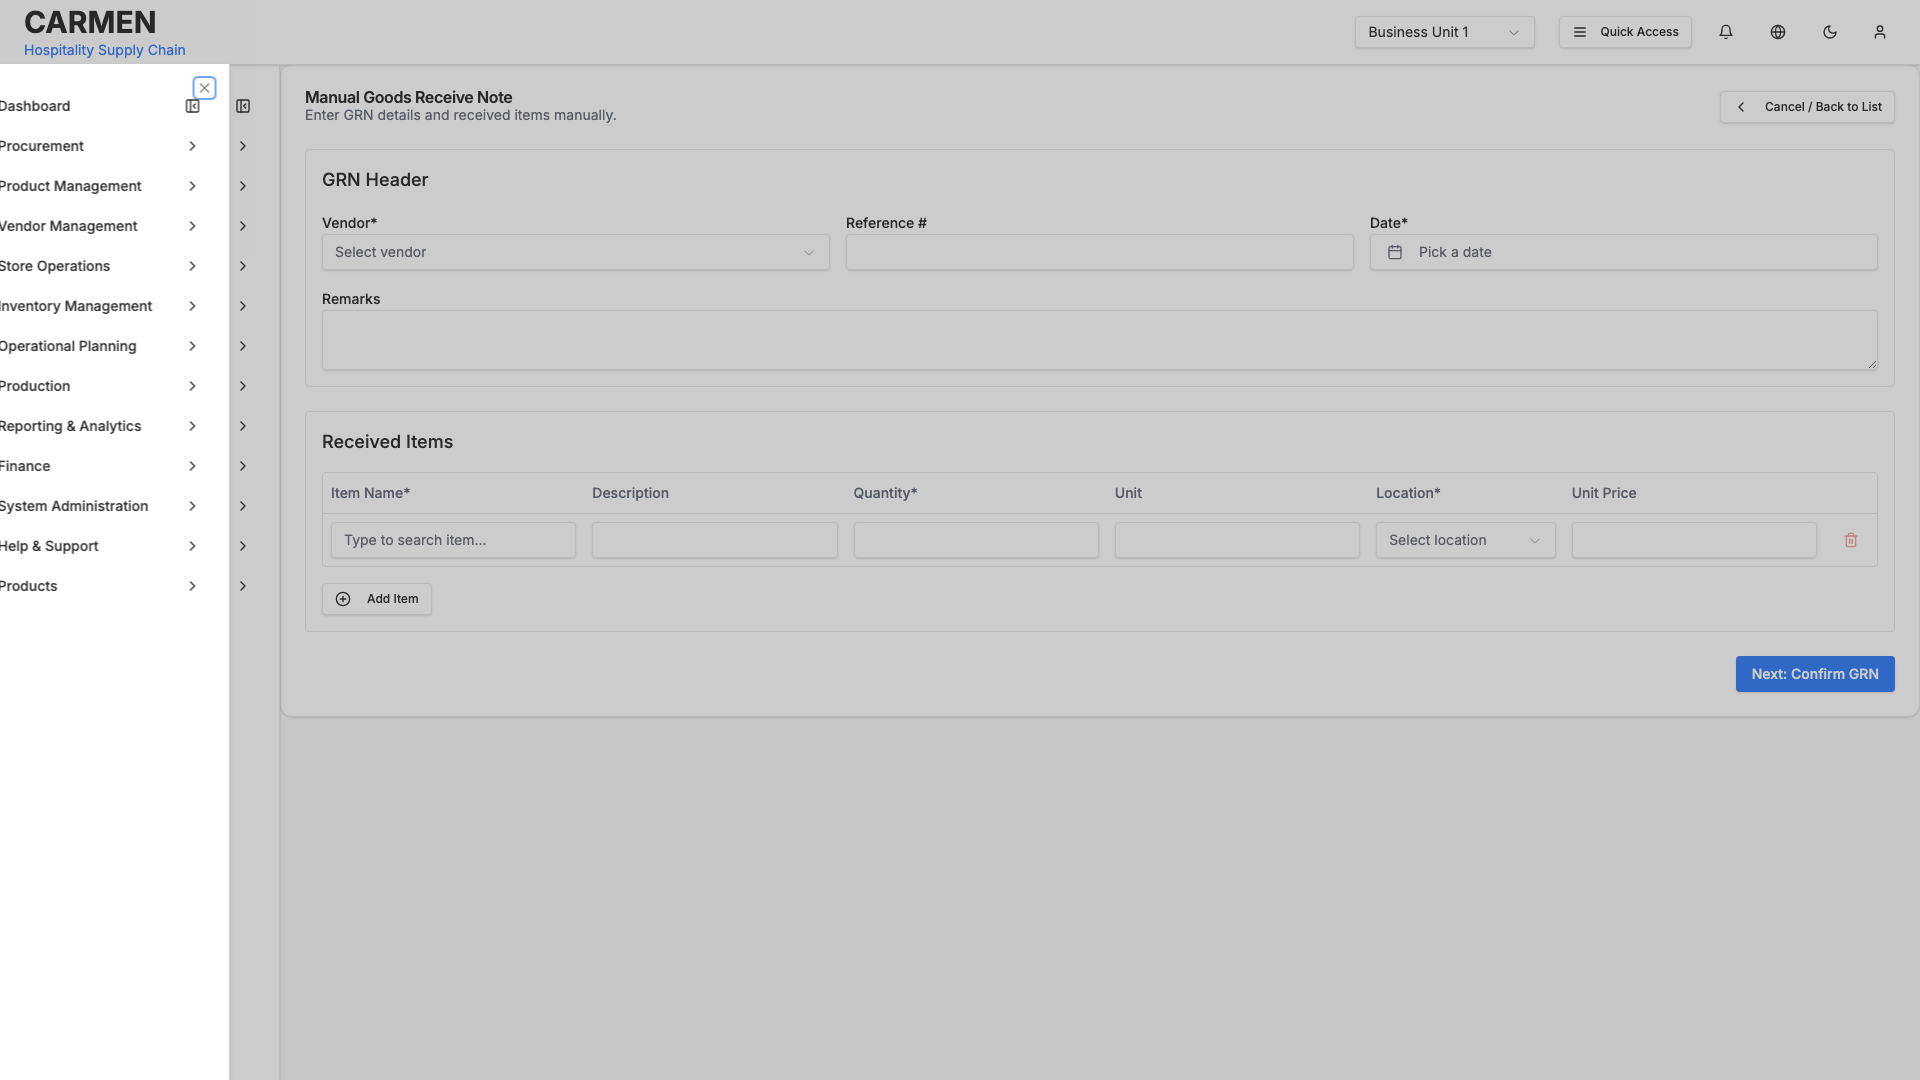 CARMEN
Hospitality Supply Chain
Business Unit 1
Quick Access
Dashboard
Procurement
Product Management
Vendor Management
Store Operations
Inventory Management
Operational Planning
Production
Reporting & Analytics
Finance
System Administration
Help & Support
Products
Manual Goods Receive Note
Enter GRN details and received items manually.
Cancel / Back to List
GRN Header
Vendor* Reference # Date*
Select vendor Pick a date
Remarks
Received Items
Item Name* Description Quantity* Unit Location* Unit Price
Type to search item... Select location
Add Item
Next: Confirm GRN